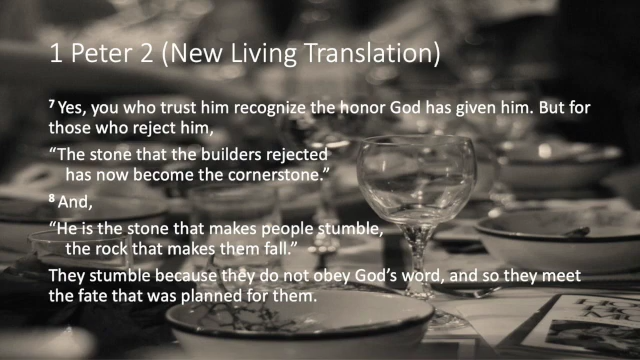 1 Peter 2 (New Living Translation)
7 Yes, you who trust him recognize the honor God has given him. But for
those who reject him,
“The stone that the builders rejected
has now become the cornerstone.”
8 And,
“He is the stone that makes people stumble,
the rock that makes them fall.”
They stumble because they do not obey God’s word, and so they meet
the fate that was planned for them.